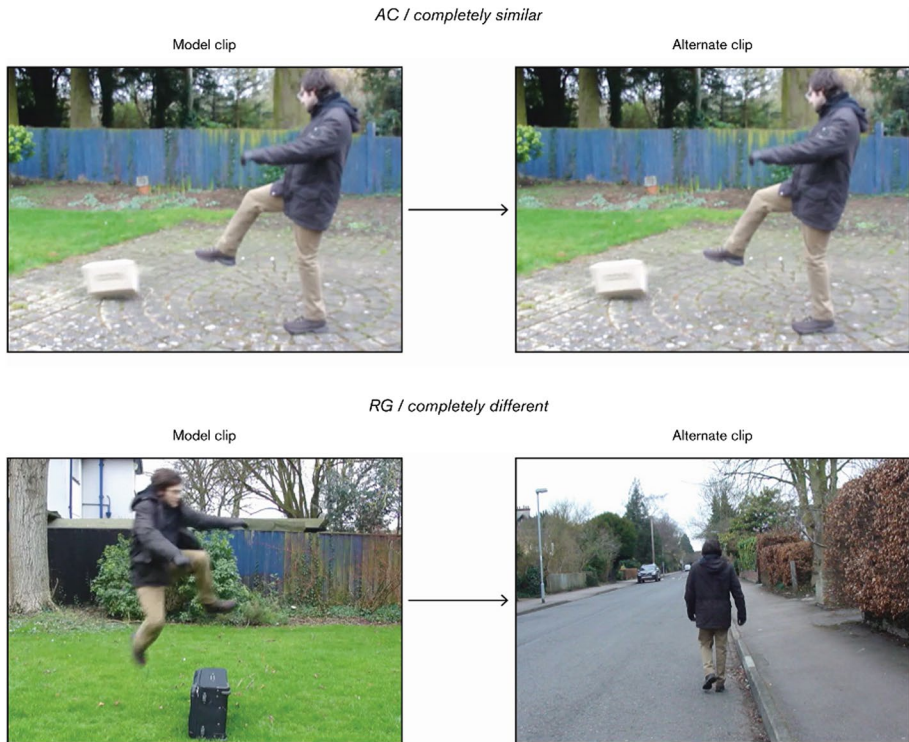 AC / completely similar
Model clip
Alternate clip
RG / completely different
Model clip
Alternate clip